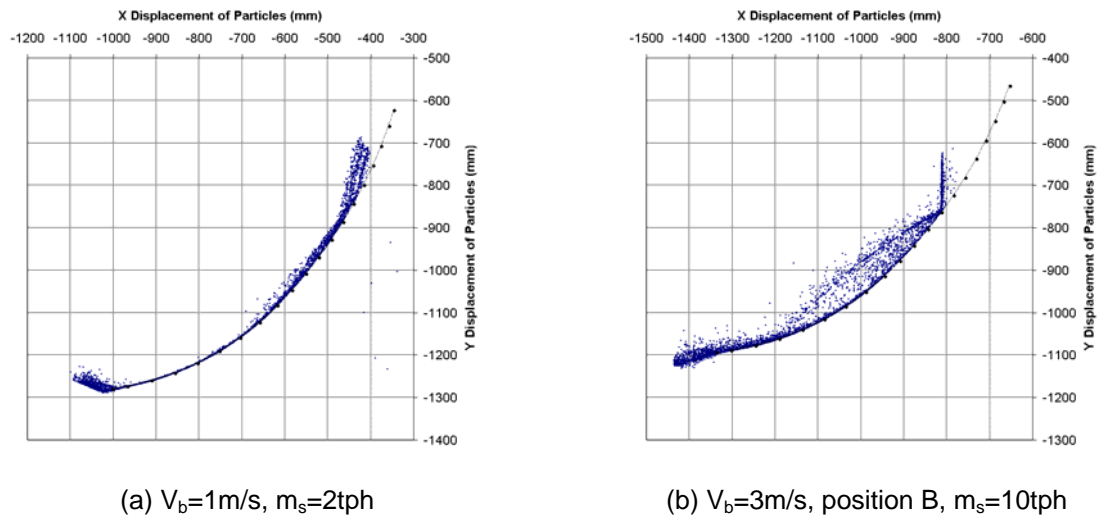 X Displacement of Particles (mm)
-1200 -1100 -1000 -900 -800 -700 -600 -500 -400 -300
-500
-600
-700
-800
-900
-1000
-1100
-1200
-1300
-1400
Y Displacement of Particles (mm)
(a) Vb=1m/s, ms=2tph
X Displacement of Particles (mm)
-1500 -1400 -1300 -1200 -1100 -1000 -900 -800 -700 -600
-400
-500
-600
-700
-800
-900
-1000
-1100
-1200
-1300
Y Displacement of Particles (mm)
(b) Vb=3m/s, position B, ms=10tph